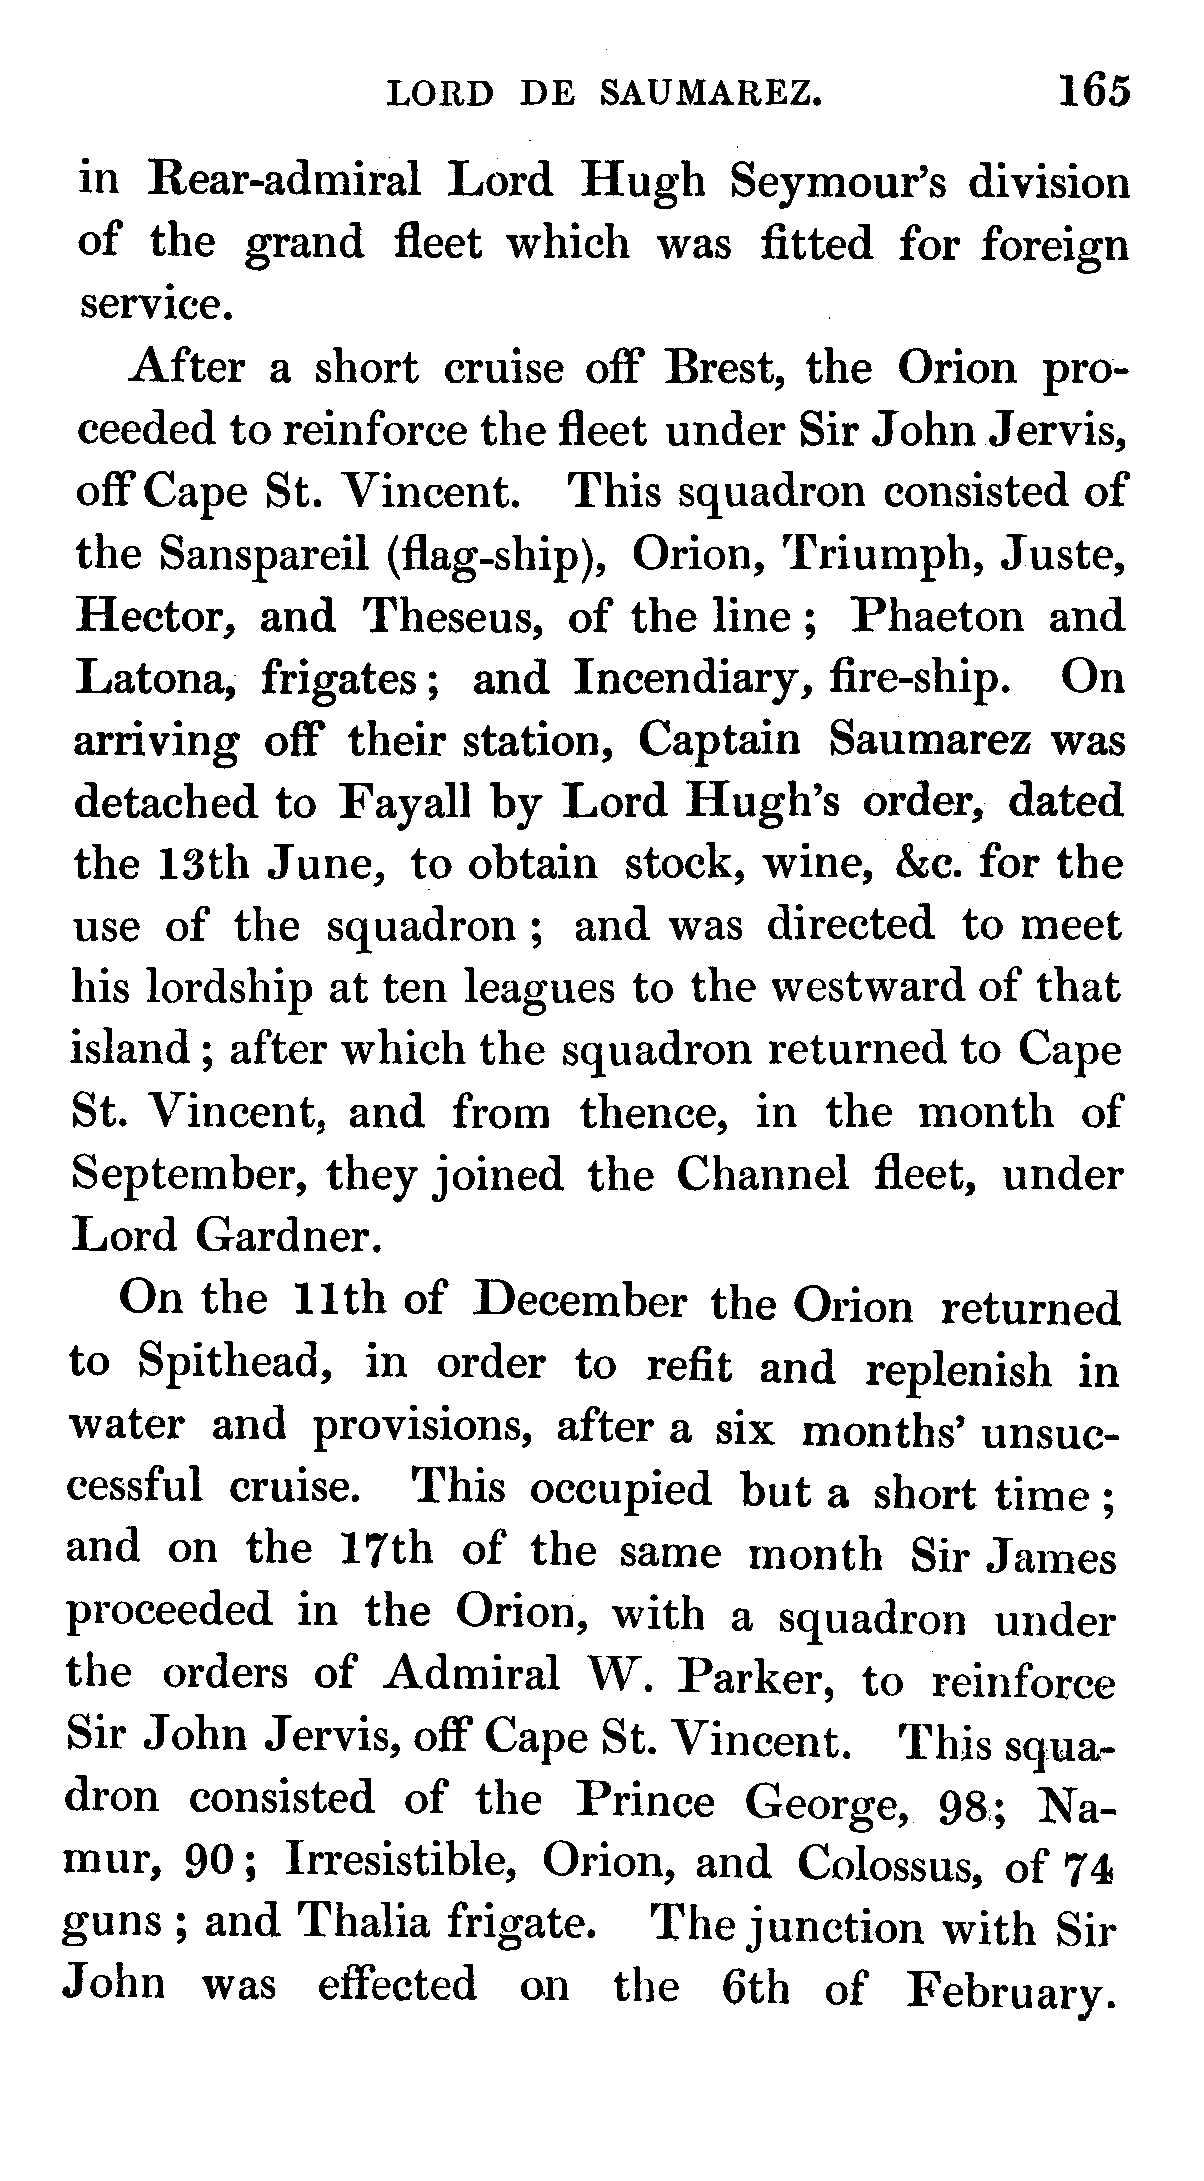 LORD DE SAUMAREZ. 165
in Rear-admiral Lord Hugh Seymour's division
of the grand fleet which was fitted for foreign
service.
After a short cruise off Brest, the Orion pro-
ceeded to reinforce the fleet under Sir John Jervis,
off Cape St. Vincent. This squadron consisted of
the Sanspareil (flag-ship), Orion, Triumph, Juste,
Hector, and Theseus, of the line ; Phaeton and
Latona, frigates ; and Incendiary, fire-ship. On
arriving off their station, Captain Saumarez was
detached to Fayall by Lord Hugh's order, dated
the 13th June, to obtain stock, wine, &c. for the
use of the squadron ; and was directed to meet
his lordship at ten leagues to the westward of that
island ; after which the squadron returned to Cape
St. Vincent, and from thence, in the month of
September, they joined the Channel fleet, under
Lord Gardner.
On the 11th of December the Orion returned
to Spithead, in order to refit and replenish in
water and provisions, after a six months' unsuc-
cessful cruise. This occupied but a short time ;
and on the 17th of the same month Sir James
proceeded in the Orion, with a squadron under
the orders of Admiral W. Parker, to reinforce
Sir John Jervis, off Cape St. Vincent. This squa-
dron consisted of the Prince George, 98 ; Na-
mur, 90 ; Irresistible, Orion, and Colossus, of 74
guns ; and Thalia frigate. The junction with Sir
John was effected on the 6th of February.